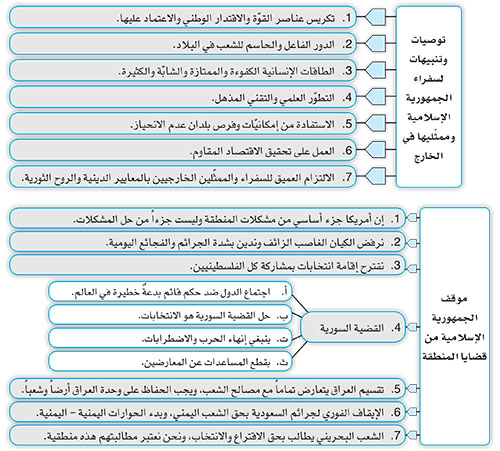 توصيات
وتنبيهات
لسفراء
الجمهورية
الإسلامية
وممثّليها في
الخارج
1. تكريس عناصر القوّة والاقتدار الوطني والاعتماد عليها.
2. الدور الفاعل والحاسم للشعب في البلاد.
3. الطاقات الإنسانية الكفوءة والممتازة والشابّة والكثيرة.
4. التطوّر العلمي والتقني المذهل.
5. الاستفادة من إمكانيّات وفرص بلدان عدم الانحياز.
6. العمل على تحقيق الاقتصاد المقاوم.
7. الالتزام العميق للسفراء والممثّلين الخارجيين بالمعايير الدينية والروح الثورية.
موقف
الجمهورية
الإسلامية من
قضايا المنطقة
1. إن أمريكا جزء أساسي من مشكلات المنطقة وليست جزءاً من حل المشكلات.
2. نرفض الكيان الغاصب الزائف وندين بشدة الجرائم والفجائع اليومية.
3. نقترح إقامة انتخابات بمشاركة كل الفلسطينيين.
4. القضية السورية
أ. اجتماع الدول ضد حكم قائم بدعةٌ خطيرة في العالم.
ب. حل القضية السورية هو الانتخابات.
ت. ينبغي إنهاء الحرب والاضطرابات.
ث. بقطع المساعدات عن المعارضين.
5. تقسيم العراق يتعارض تماماً مع مصالح الشعب، ويجب الحفاظ على وحدة العراق أرضاً وشعباً.
6. الإيقاف الفوري لجرائم السعودية بحق الشعب اليمني، وبدء الحوارات اليمنية – اليمنية.
7. الشعب البحريني يطالب بحق الاقتراع والانتخاب، ونحن نعتبر مطالبتهم هذه منطقية.